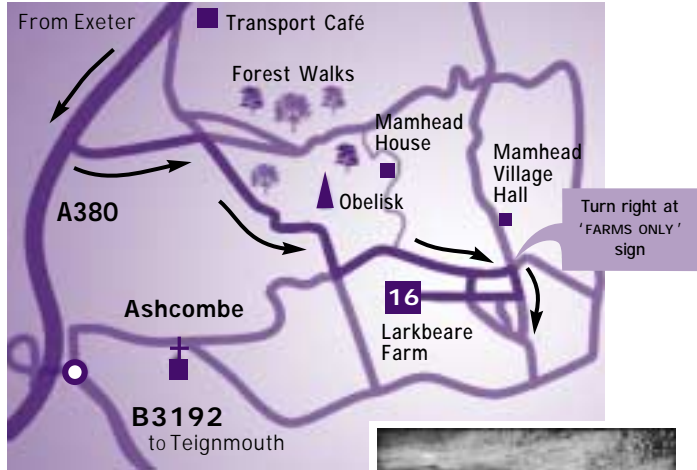 From Exeter
Transport Café
Forest Walks
Mamhead
House
Mamhead
Village
Hall
Obelisk
A380
Turn right at
‘FARMS ONLY’
sign
Ashcombe
16
Larkbeare
Farm
B3192
to Teignmouth